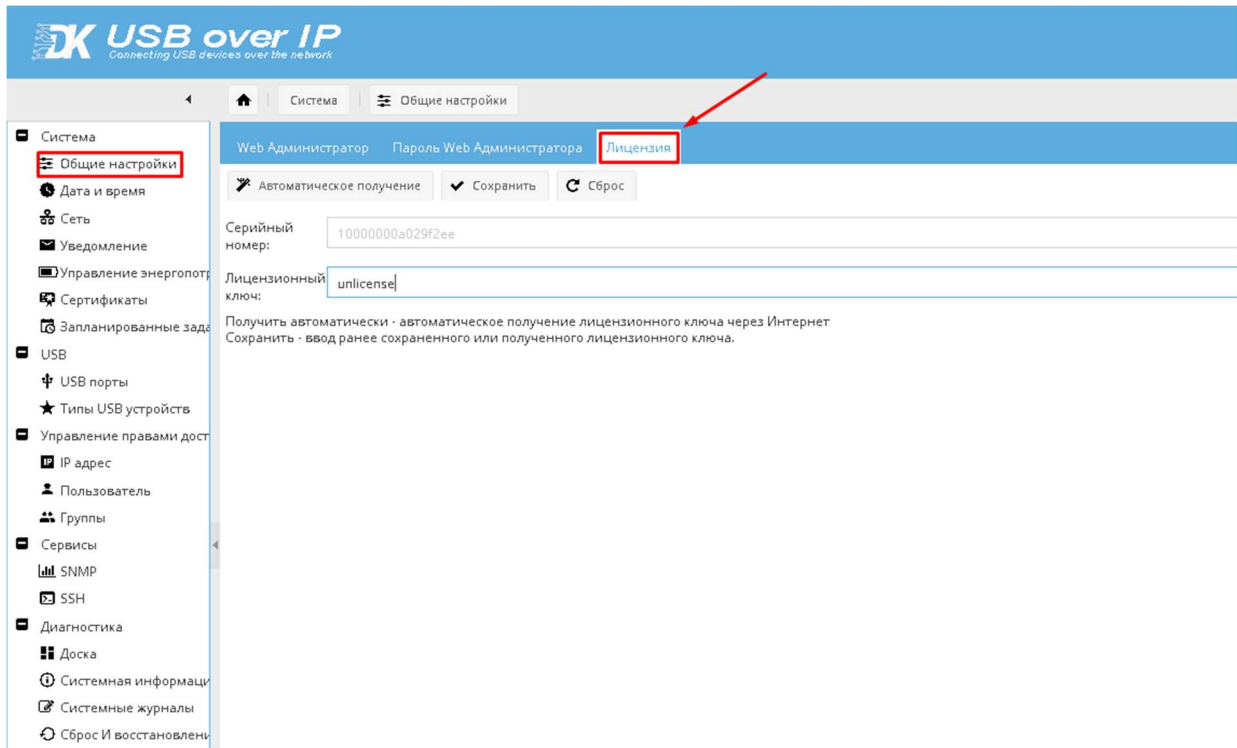 DK USB over IP
Connecting USB devices over the network
Система
Общие настройки
Система
Общие настройки
Дата и время
Сеть
Уведомление
Управление энергопотр
Сертификаты
Запланированные зада
USB
USB порты
Типы USB устройств
Управление правами дост
IP адрес
Пользователь
Группы
Сервисы
SNMP
SSH
Диагностика
Доска
Системная информаци
Системные журналы
Сброс И восстановлени
Web Администратор Пароль Web Администратора Лицензия
Автоматическое получение Сохранить Сброс
Серийный
номер:
10000000a029f2ee
Лицензионный
ключ:
unlicense
Получить автоматически - автоматическое получение лицензионного ключа через Интернет
Сохранить - ввод ранее сохраненного или полученного лицензионного ключа.